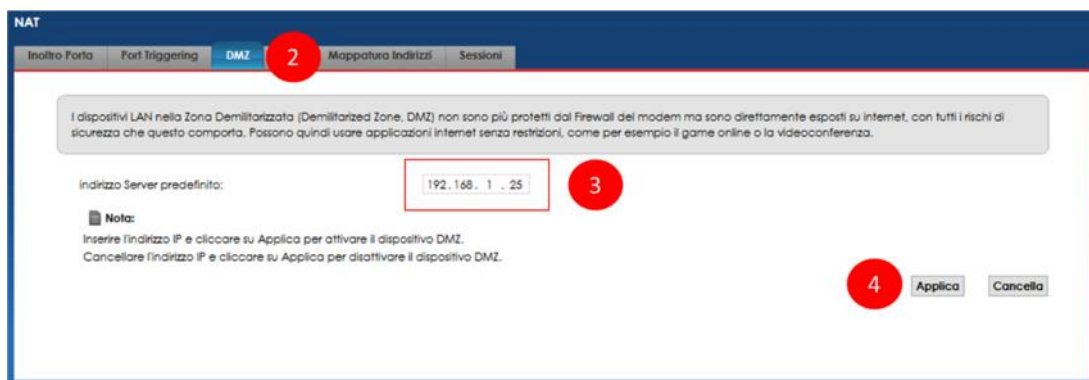 NAT
Inoltro Porta Port Triggering DMZ 2 Mappatura Indirizzi Sessioni
I dispositivi LAN nella Zona Demilitarizzata (Demilitarized Zone, DMZ) non sono più protetti dal Firewall del modem ma sono direttamente esposti su internet, con tutti i rischi di
sicurezza che questo comporta. Possono quindi usare applicazioni internet senza restrizioni, come per esempio il game online o la videoconferenza.
indirizzo Server predefinito: 192.168. 1 . 25 3
Nota:
Inserire l'indirizzo IP e cliccare su Applica per attivare il dispositivo DMZ.
Cancellare l'indirizzo IP e cliccare su Applica per disattivare il dispositivo DMZ.
4 Applica Cancella